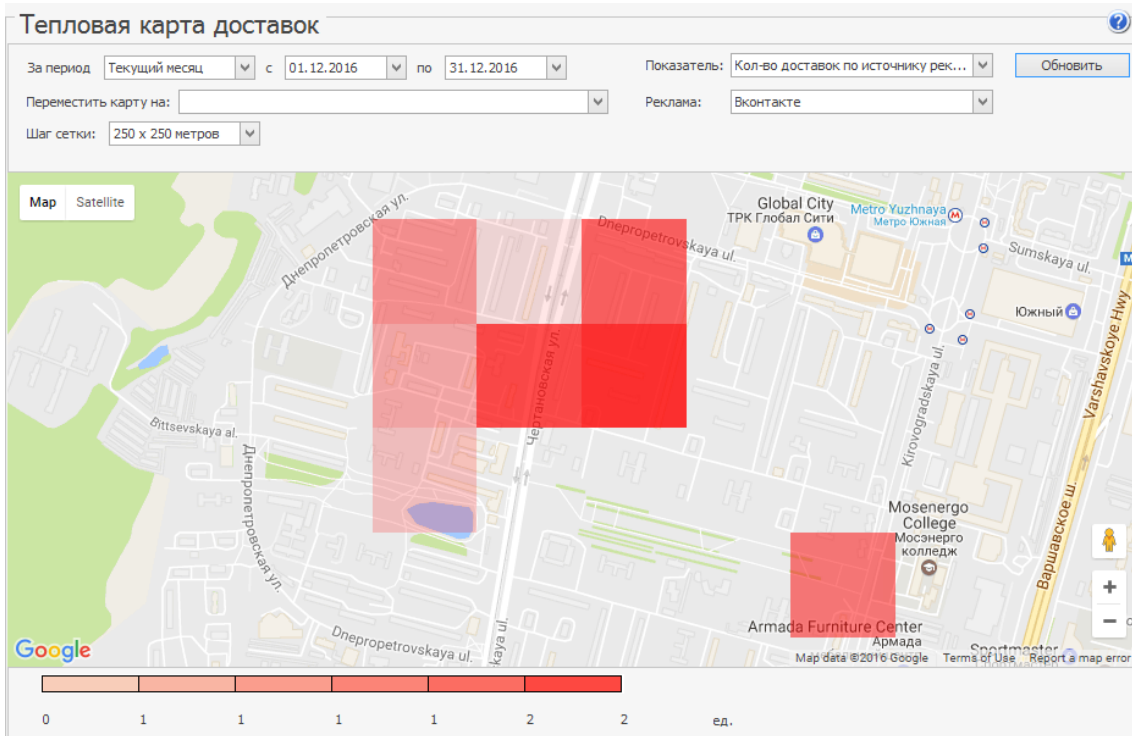 Тепловая карта доставок
За период Текущий месяц с 01.12.2016 по 31.12.2016 Показатель: Кол-во доставок по источнику рек... Обновить
Переместить карту на: Реклама: Вконтакте
Шаг сетки: 250 x 250 метров
Map Satellite
Днепропетровская ул.
Global City
ТРК Глобал Сити
Metro Yuzhnaya
Метро Южная
Dnepropetrovskaya ul.
Sumskaya ul.
Южный
Varshavskoye Hwy
Чертановская ул.
Kirovogradskaya ul.
Bittsevskaya al.
Днепропетровская ул.
Mosenergo
College
Мосэнерго
колледж
Варшавское ш.
Armada Furniture Center
Армада
Dnepropetrovskaya ul.
kaya ul.
Sportmaster
Google
Map data ©2016 Google Terms of Use Report a map error
0 1 1 1 1 2 2 ед.